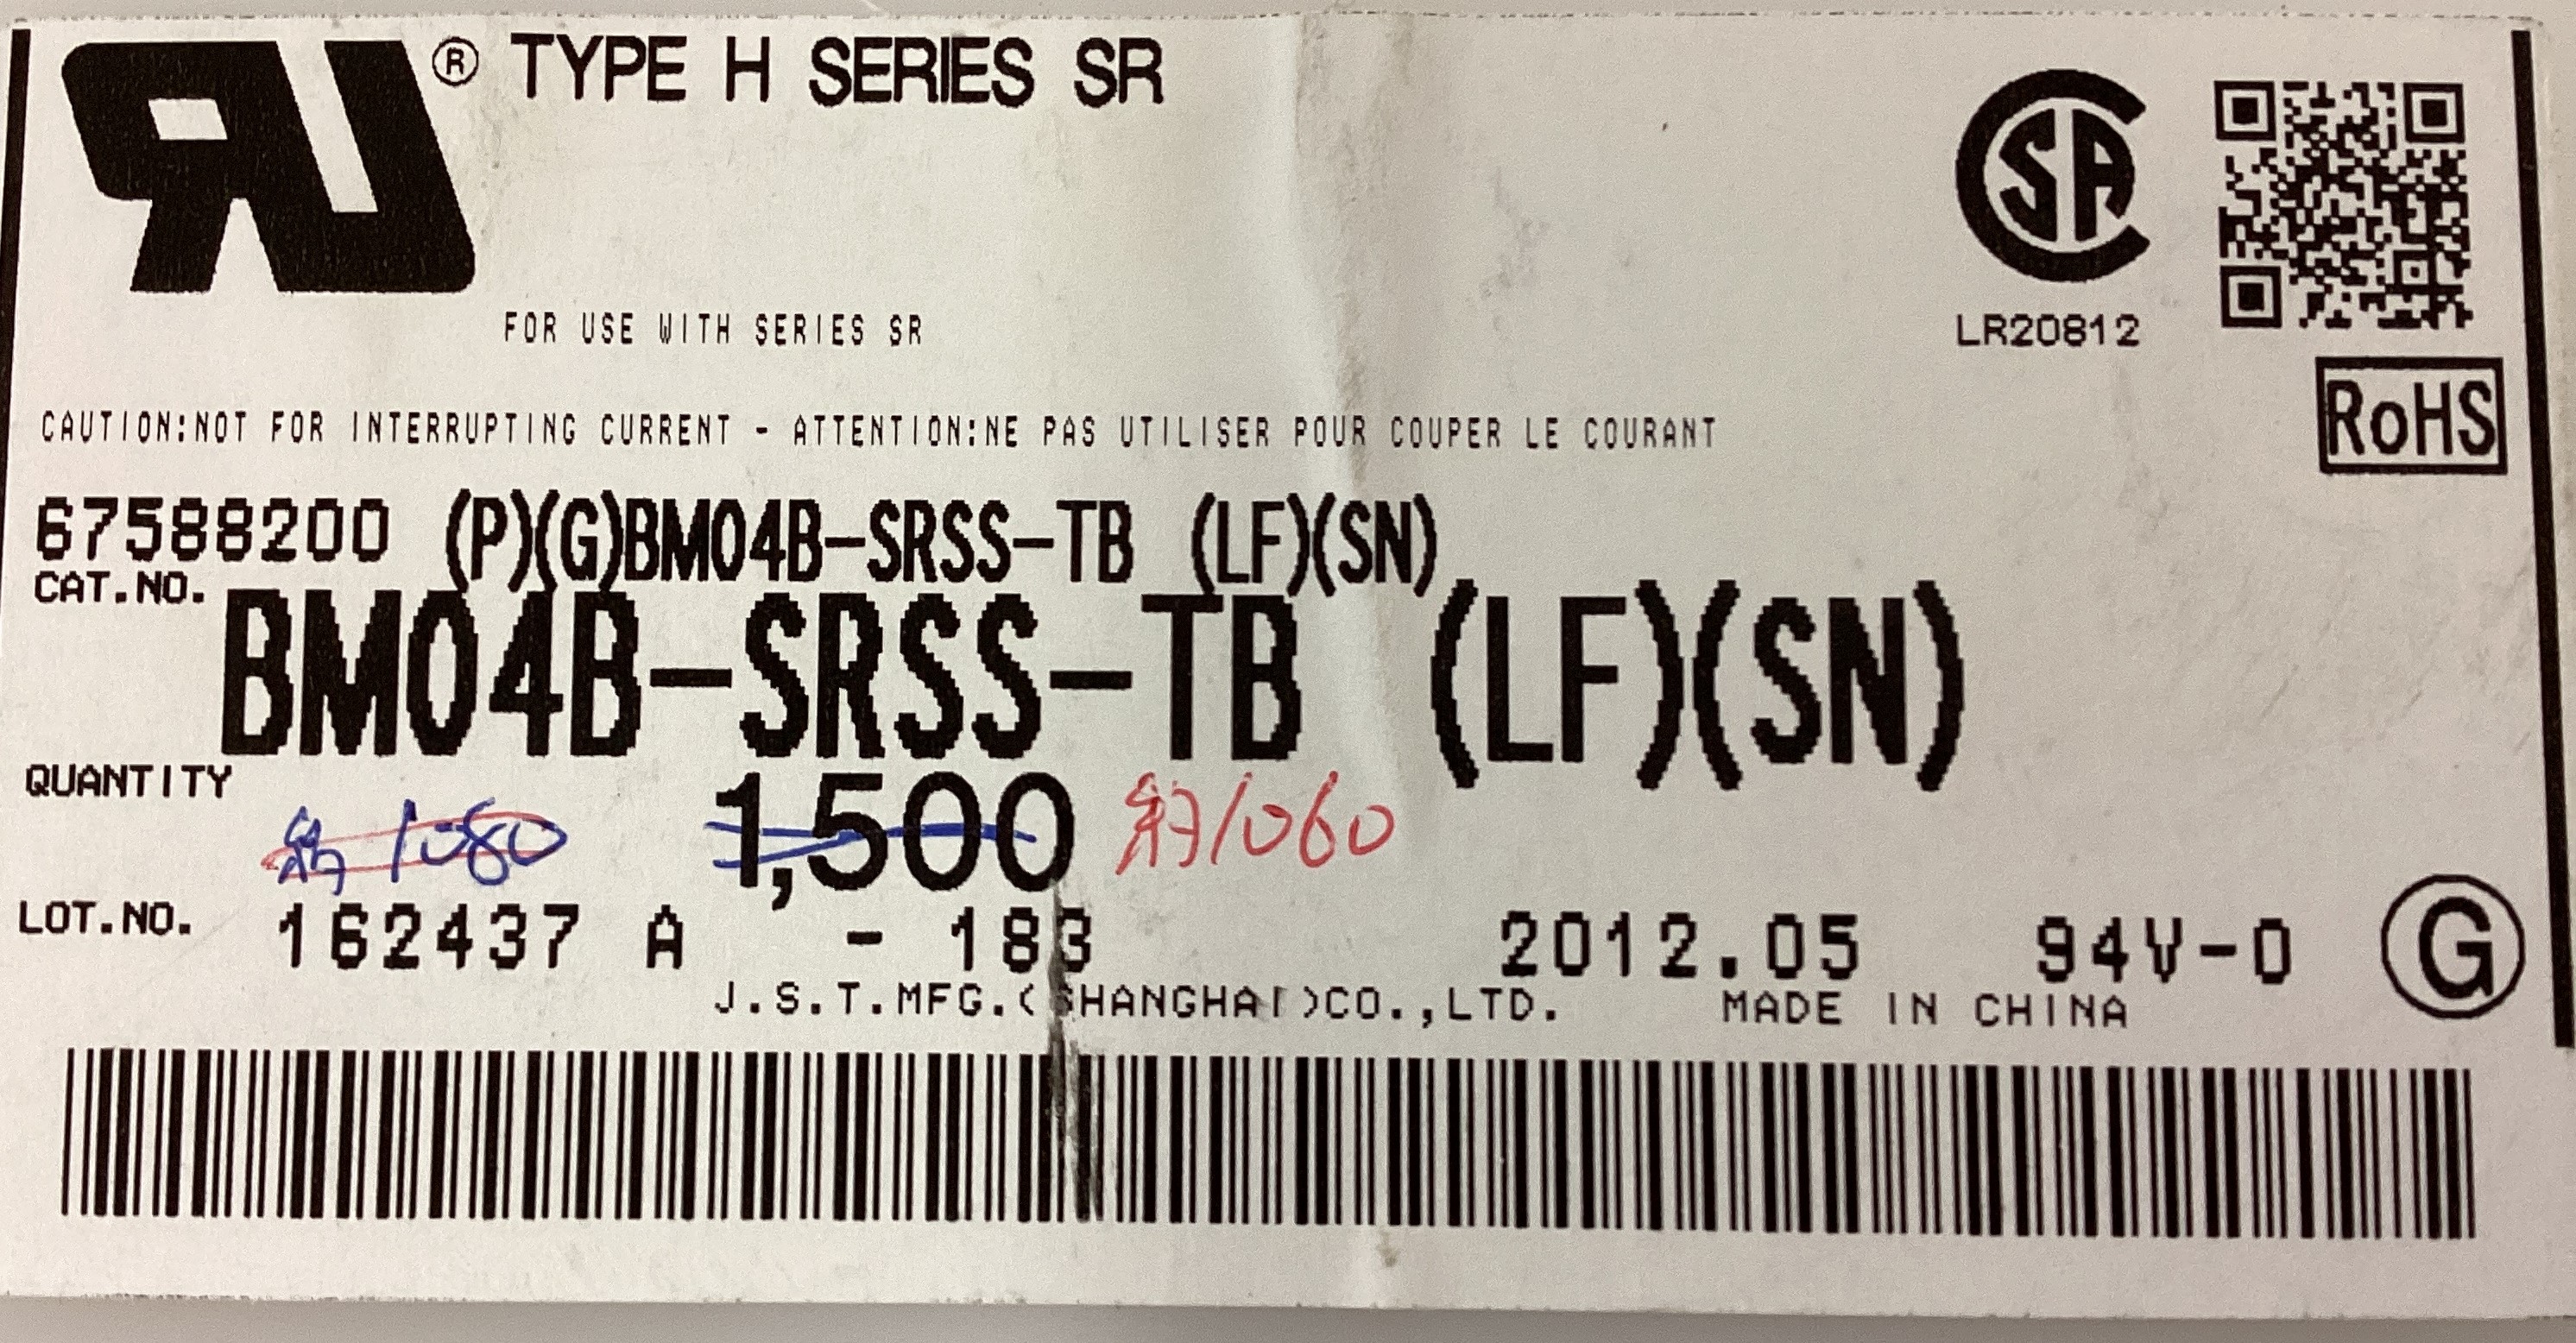 ® TYPE H SERIES SR
LR20812
FOR USE WITH SERIES SR
RoHS
CAUTION:NOT FOR INTERRUPTING CURRENT - ATTENTION:NE PAS UTILISER POUR COUPER LE COURANT
67588200 (P)(G)BM04B-SRSS-TB (LF)(SN)
CAT.NO.
BM04B-SRSS-TB (LF)(SN)
QUANTITY
約1080 1,500 約1060
LOT.NO. 162437 A - 183 2012.05 94V-0 G
J.S.T.MFG.(SHANGHAI)CO.,LTD. MADE IN CHINA